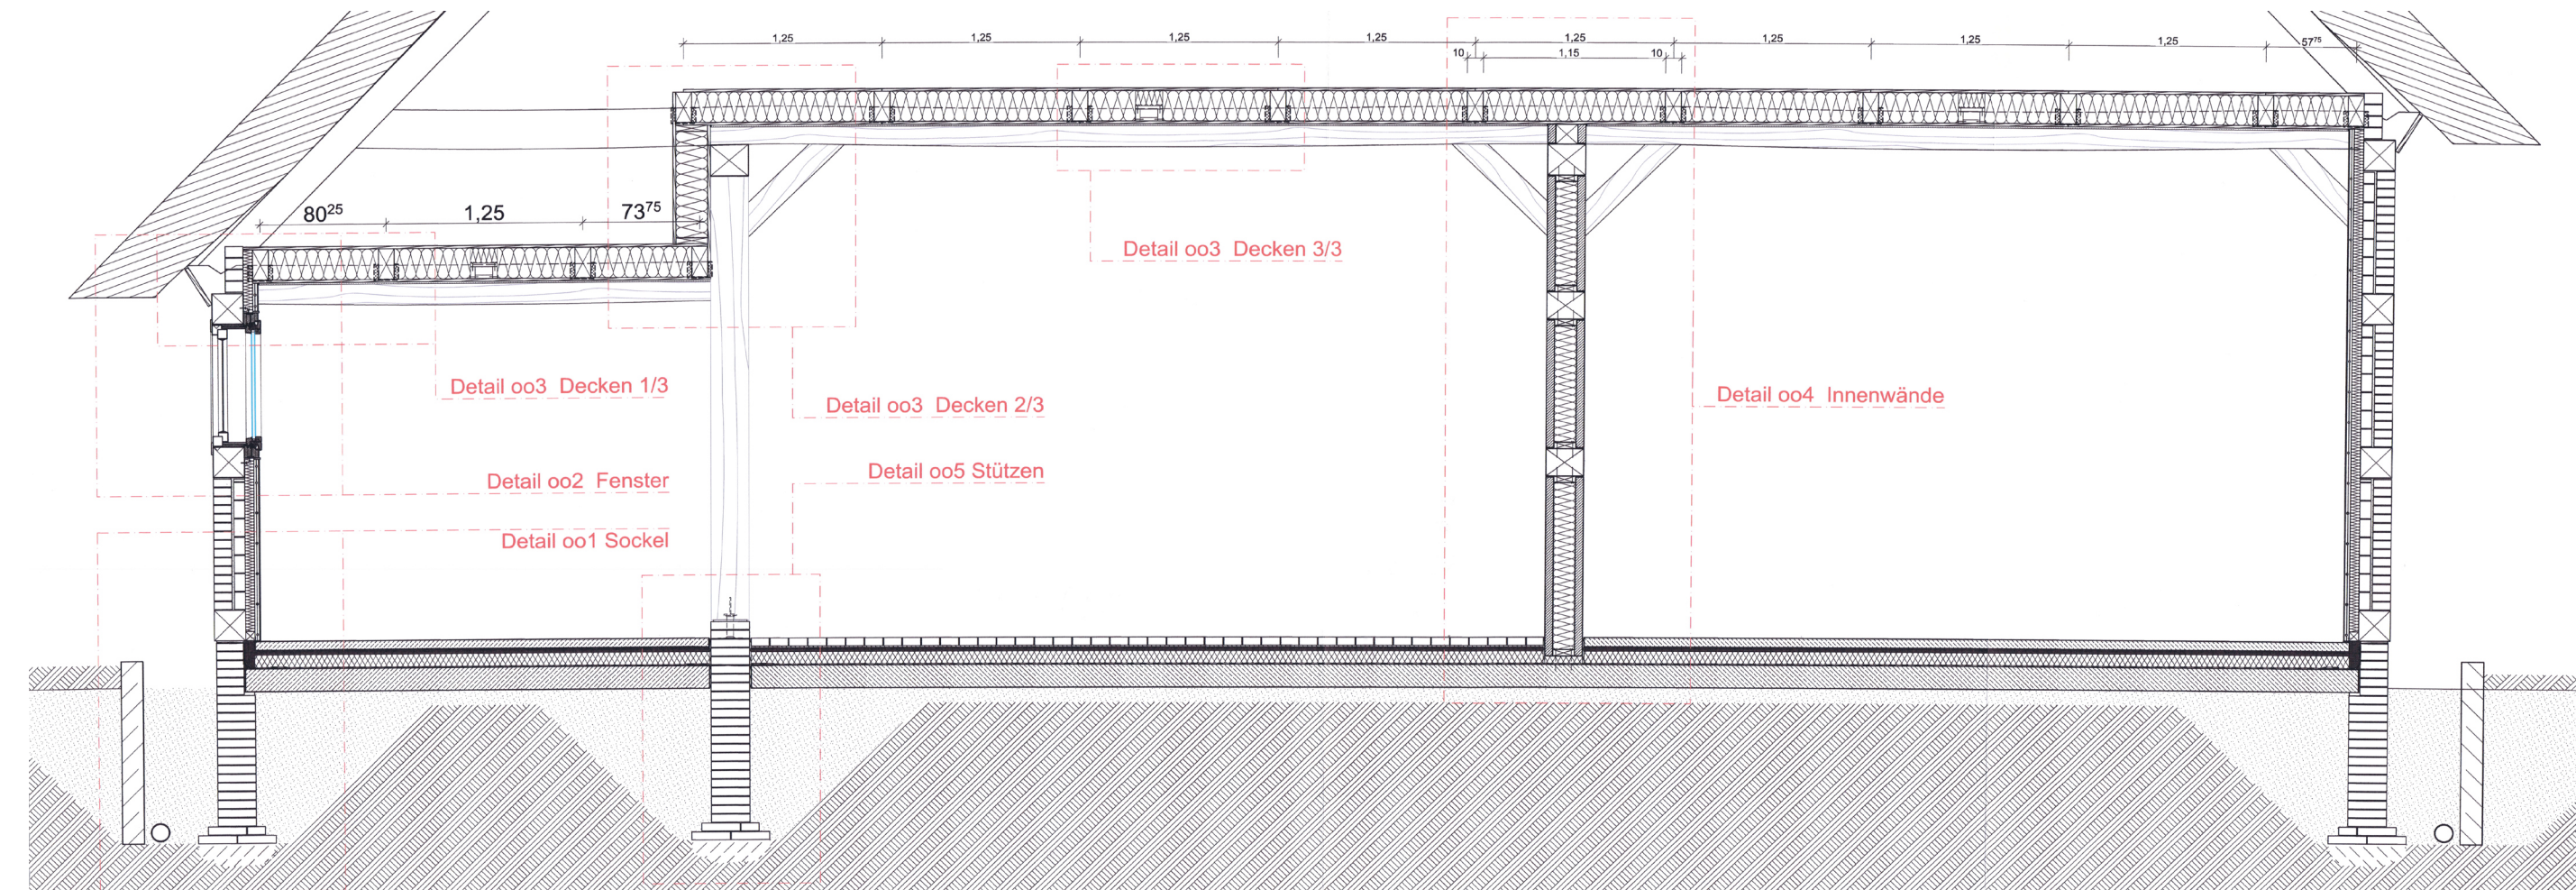 1,25 1,25 1,25 1,25 1,25 1,25 1,25 1,25 57⁷⁵
10 1,15 10
80²⁵ 1,25 73⁷⁵
Detail oo3 Decken 3/3
Detail oo3 Decken 1/3
Detail oo3 Decken 2/3
Detail oo4 Innenwände
Detail oo5 Stützen
Detail oo2 Fenster
Detail oo1 Sockel